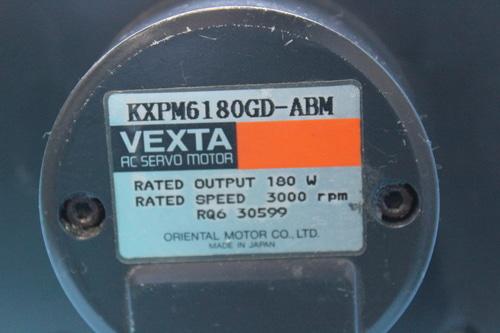 KXPM6180GD-ABM
VEXTA
AC SERVO MOTOR
RATED OUTPUT 180 W
RATED SPEED 3000 rpm
RQ6 30599
ORIENTAL MOTOR CO., LTD.
MADE IN JAPAN